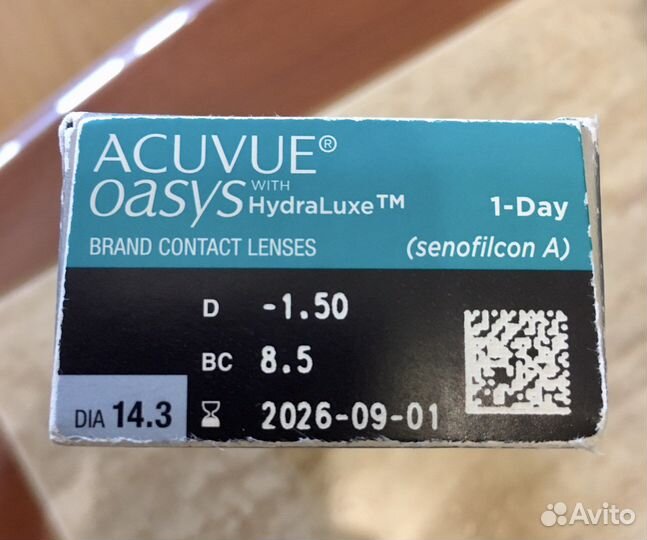 ACUVUE®
OASYS WITH HydraLuxe™ 1-Day
BRAND CONTACT LENSES (senofilcon A)
D -1.50
BC 8.5
DIA 14.3 2026-09-01
Avito